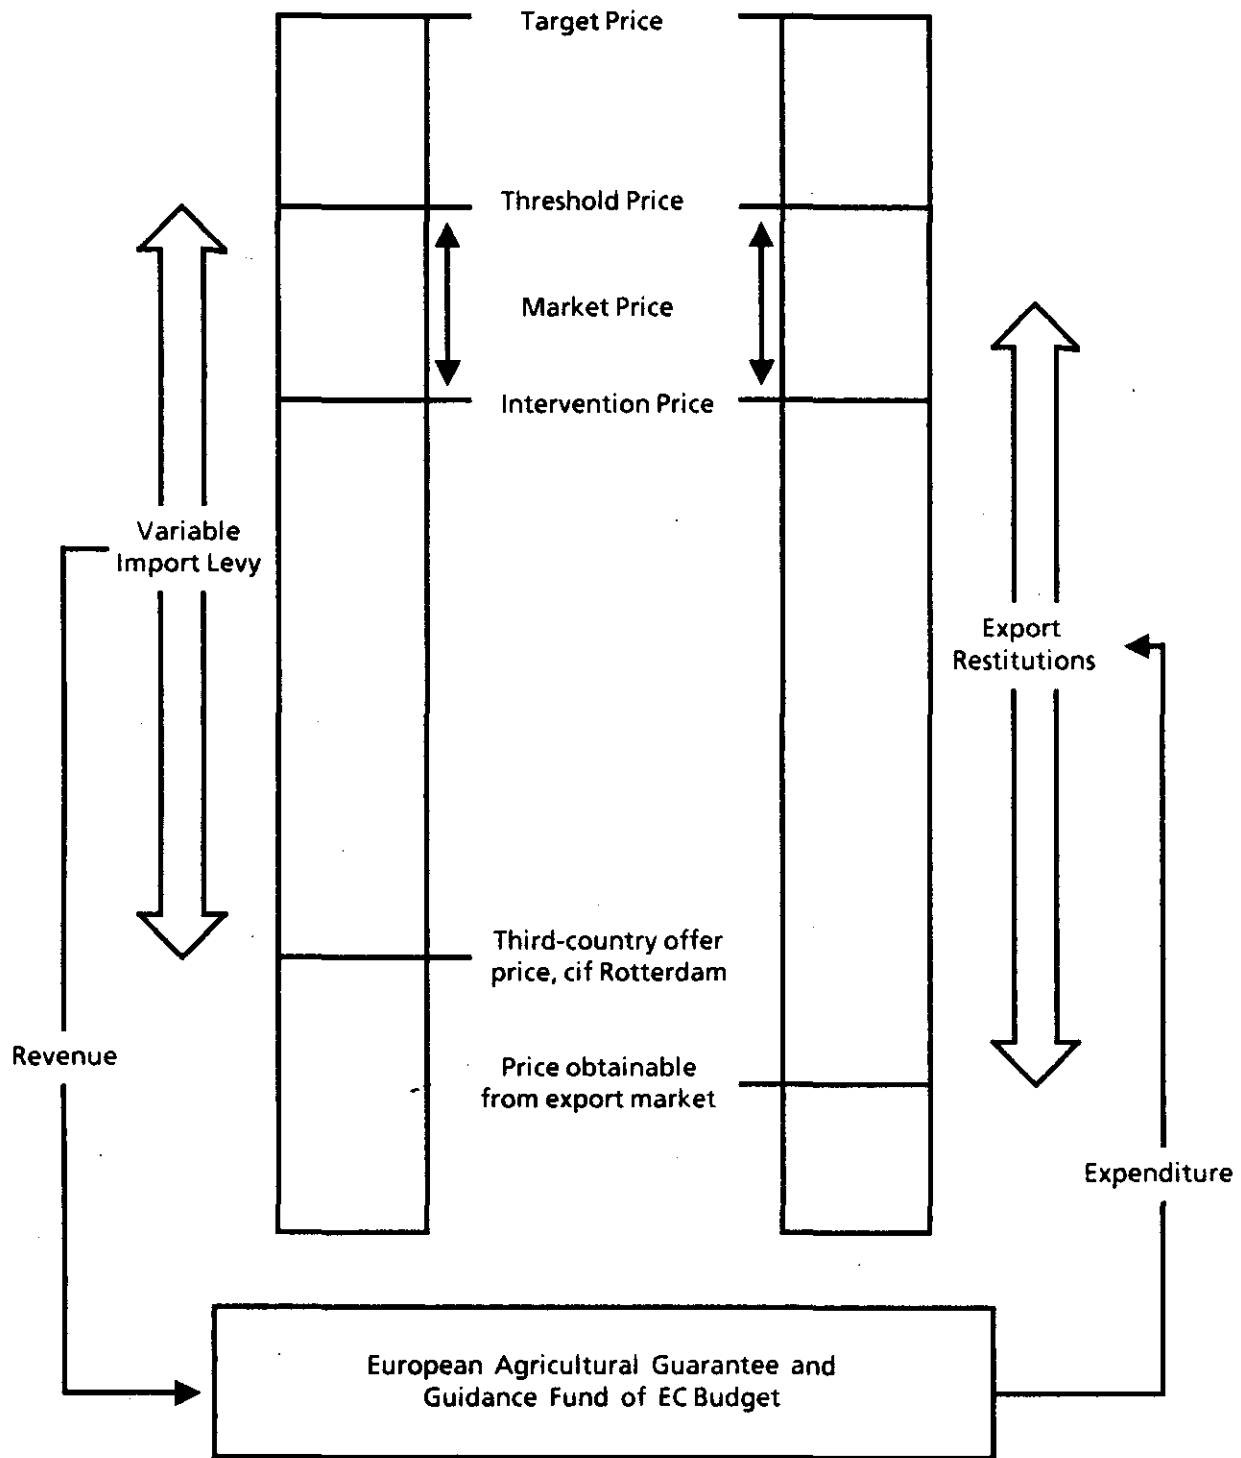 Target Price
Threshold Price
Market Price
Intervention Price
Variable
Import Levy
Export
Restitutions
Third-country offer
price, cif Rotterdam
Revenue
Price obtainable
from export market
Expenditure
European Agricultural Guarantee and
Guidance Fund of EC Budget